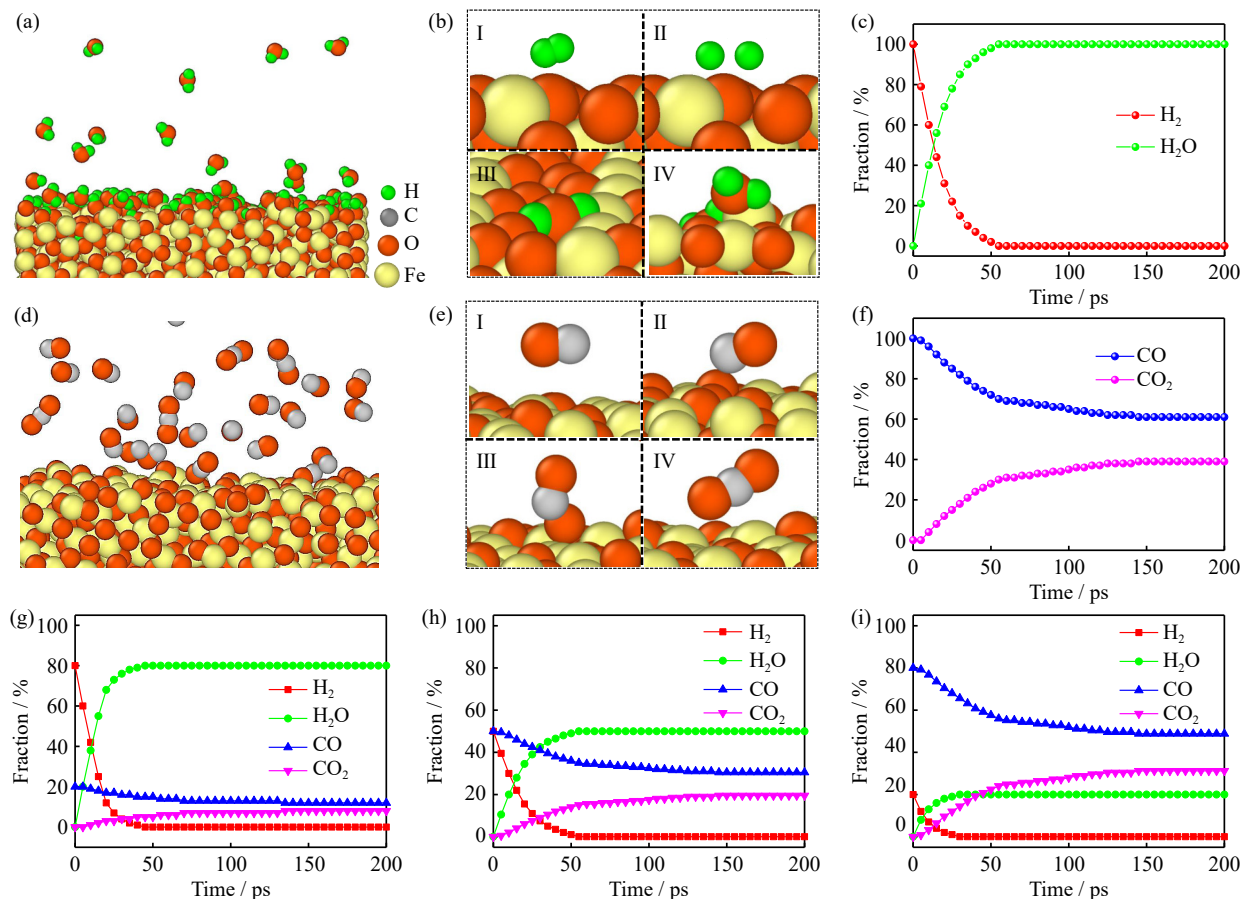 (a)
H
C
O
Fe
(b)
I
II
III
IV
(c)
100
80
60
40
20
0
Fraction / %
H₂
H₂O
0
50
100
150
200
Time / ps
(d)
(e)
I
II
III
IV
(f)
100
80
60
40
20
0
Fraction / %
CO
CO₂
0
50
100
150
200
Time / ps
(g)
100
80
60
40
20
0
Fraction / %
H₂
H₂O
CO
CO₂
0
50
100
150
200
Time / ps
(h)
100
80
60
40
20
0
Fraction / %
H₂
H₂O
CO
CO₂
0
50
100
150
200
Time / ps
(i)
100
80
60
40
20
0
Fraction / %
H₂
H₂O
CO
CO₂
0
50
100
150
200
Time / ps